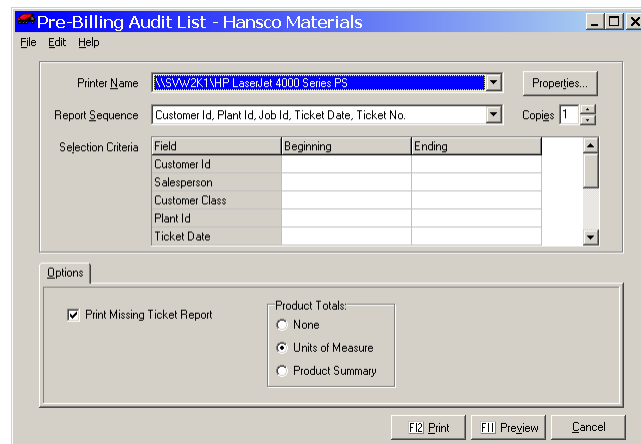 Pre-Billing Audit List - Hansco Materials
File Edit Help
Printer Name \\SVW2K1\HP LaserJet 4000 Series PS Properties...
Report Sequence Customer Id, Plant Id, Job Id, Ticket Date, Ticket No. Copies 1
Selection Criteria Field Beginning Ending
Customer Id
Salesperson
Customer Class
Plant Id
Ticket Date
Options
Print Missing Ticket Report
Product Totals:
None
Units of Measure
Product Summary
F12 Print F11 Preview Cancel